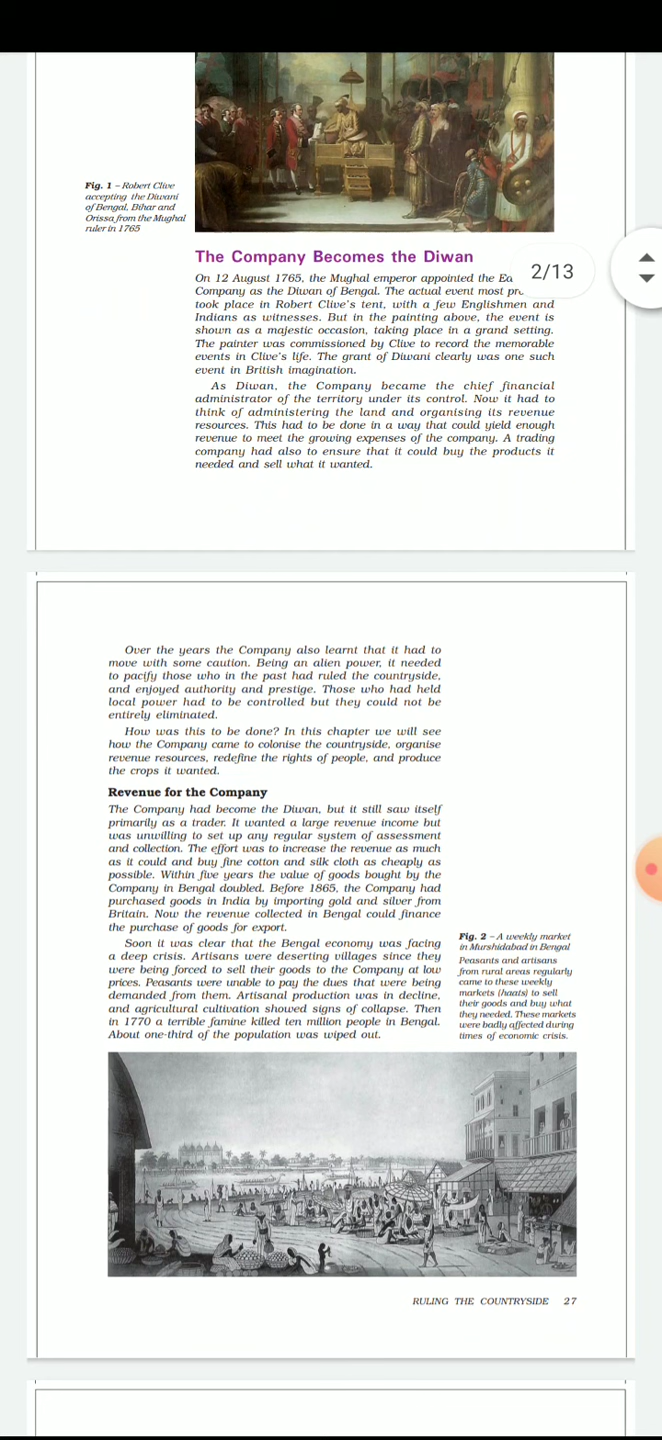 Fig. 1 – Robert Clive
accepting the Diwani
of Bengal, Bihar and
Orissa from the Mughal
ruler in 1765
The Company Becomes the Diwan
On 12 August 1765, the Mughal emperor appointed the
2/13
Company as the Diwan of Bengal. The actual event most
took place in Robert Clive's tent, with a few Englishmen and
Indians as witnesses. But in the painting above, the event is
shown as a majestic occasion, taking place in a grand setting.
The painter was commissioned by Clive to record the memorable
events in Clive's life. The grant of Diwani clearly was one such
event in British imagination.
As Diwan, the Company became the chief financial
administrator of the territory under its control. Now it had to
think of administering the land and organising its revenue
resources. This had to be done in a way that could yield enough
revenue to meet the growing expenses of the company. A trading
company had also to ensure that it could buy the products it
needed and sell what it wanted.
Over the years the Company also learnt that it had to
move with some caution. Being an alien power, it needed
to pacify those who in the past had ruled the countryside,
and enjoyed authority and prestige. Those who had held
local power had to be controlled but they could not be
entirely eliminated.
How was this to be done? In this chapter we will see
how the Company came to colonise the countryside, organise
revenue resources, redefine the rights of people, and produce
the crops it wanted.
Revenue for the Company
The Company had become the Diwan, but it still saw itself
primarily as a trader. It wanted a large revenue income but
was unwilling to set up any regular system of assessment
and collection. The effort was to increase the revenue as much
as it could and buy fine cotton and silk cloth as cheaply as
possible. Within five years the value of goods bought by the
Company in Bengal doubled. Before 1865, the Company had
purchased goods in India by importing gold and silver from
Britain. Now the revenue collected in Bengal could finance
the purchase of goods for export.
Soon it was clear that the Bengal economy was facing
a deep crisis. Artisans were deserting villages since they
were being forced to sell their goods to the Company at low
prices. Peasants were unable to pay the dues that were being
demanded from them. Artisanal production was in decline,
and agricultural cultivation showed signs of collapse. Then
in 1770 a terrible famine killed ten million people in Bengal.
About one-third of the population was wiped out.
Fig. 2 – A weekly market
in Murshidabad in Bengal
Peasants and artisans
from rural areas regularly
came to these weekly
markets (haats) to sell
their goods and buy what
they needed. These markets
were badly affected during
times of economic crisis.
RULING THE COUNTRYSIDE 27